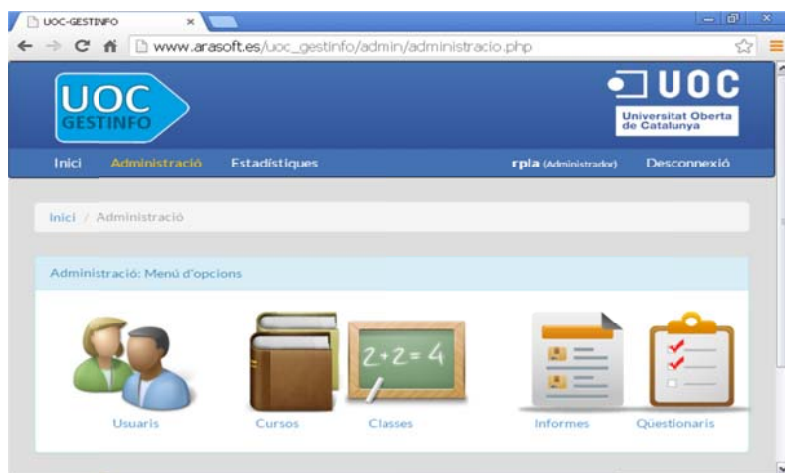 UOC-GESTINFO
www.arasoft.es/uoc_gestinfo/admin/administracio.php
UOC
GESTINFO
UOC
Universitat Oberta
de Catalunya
Inici Administració Estadístiques rpla (Administrador) Desconnexió
Inici / Administració
Administració: Menú d'opcions
2+2=4
Usuaris Cursos Classes Informes Qüestionaris